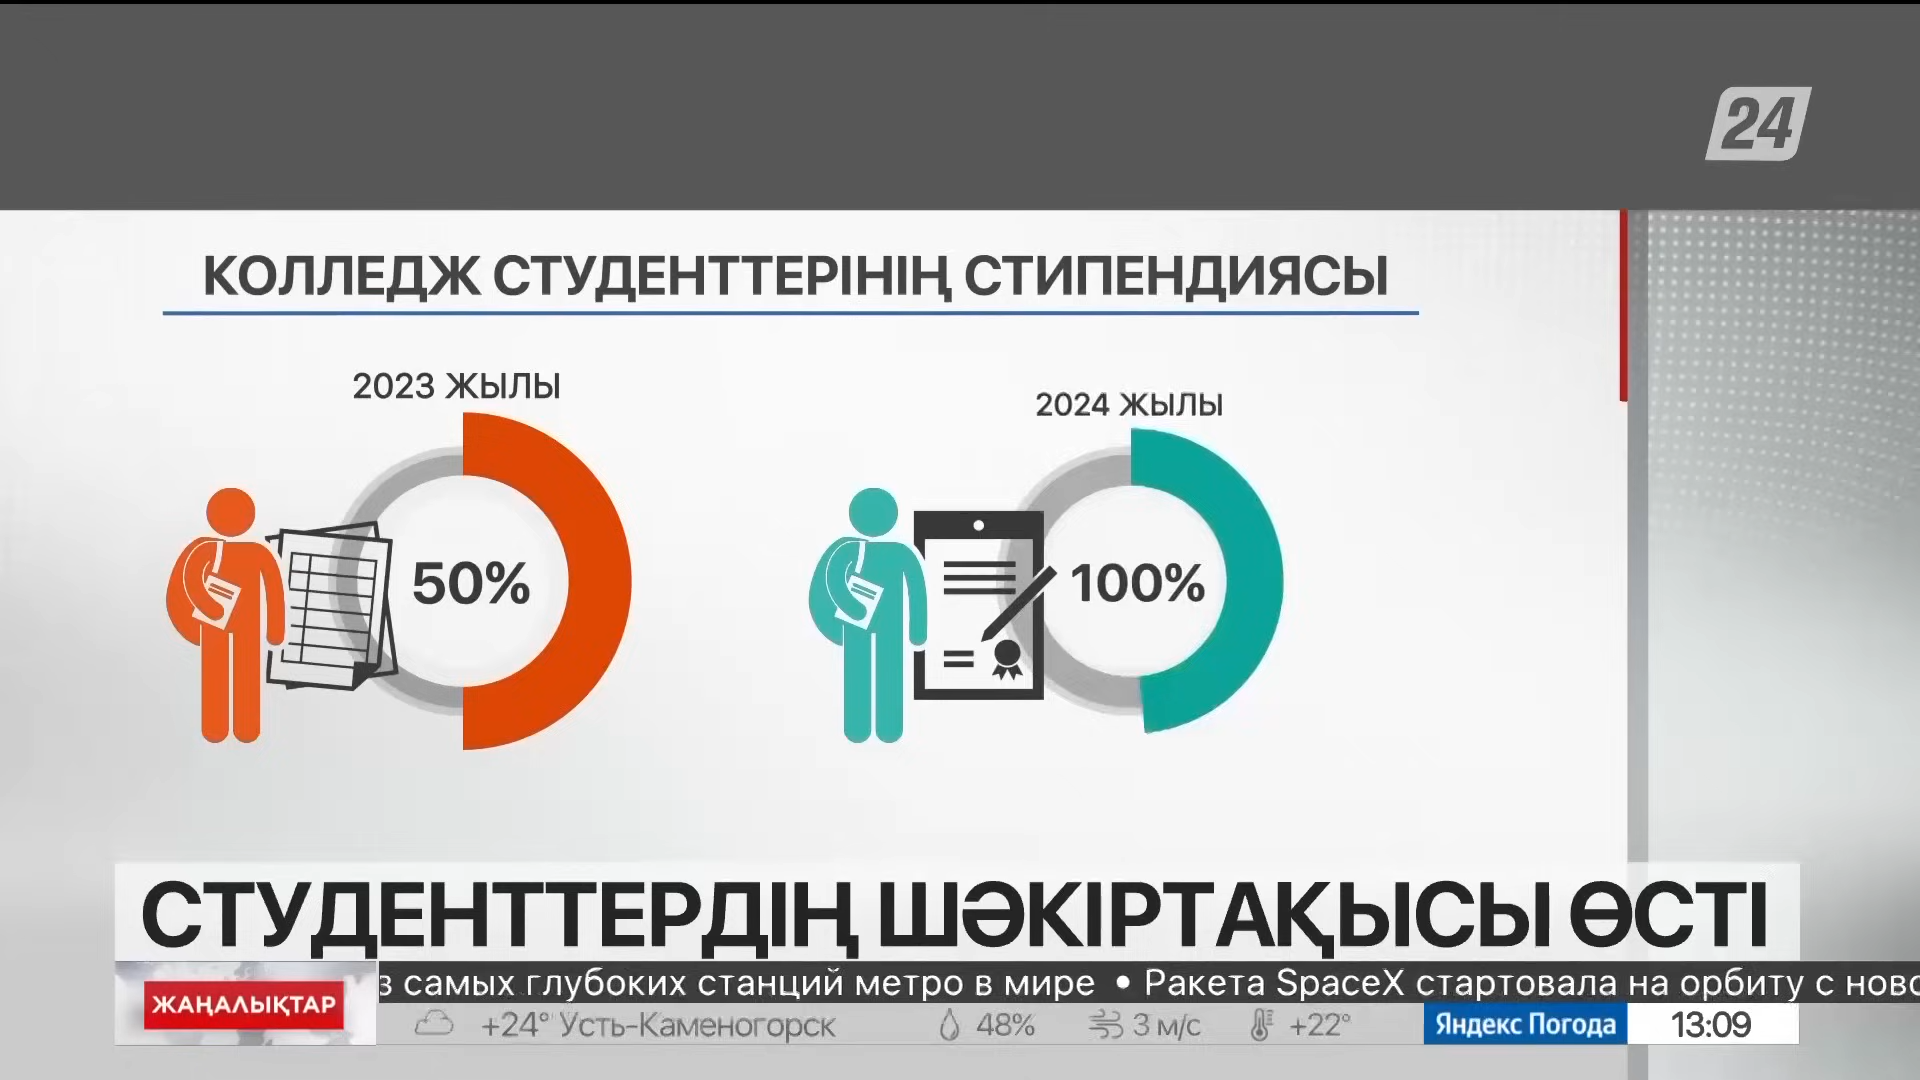 24
КОЛЛЕДЖ СТУДЕНТТЕРІНІҢ СТИПЕНДИЯСЫ
2023 ЖЫЛЫ
50%
2024 ЖЫЛЫ
100%
СТУДЕНТТЕРДІҢ ШӘКІРТАҚЫСЫ ӨСТІ
ЖАҢАЛЫҚТАР
з самых глубоких станций метро в мире • Ракета SpaceX стартовала на орбиту с ново
+24° Усть-Каменогорск 48% 3 м/с +22° Яндекс Погода 13:09